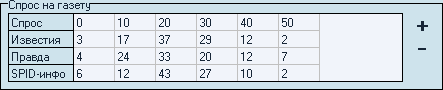 Спрос на газету
Спрос 0 10 20 30 40 50
Известия 3 17 37 29 12 2
Правда 4 24 33 20 12 7
SPID-инфо 6 12 43 27 10 2
+
-